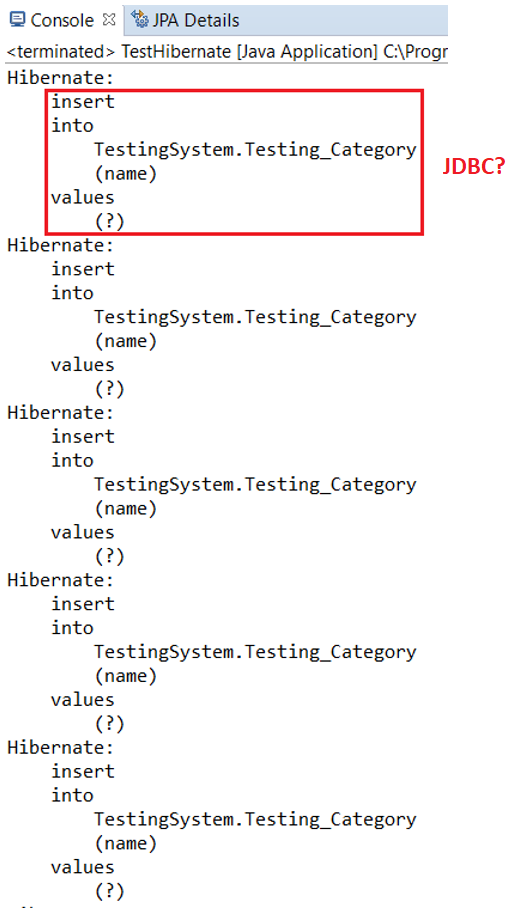 Console JPA Details
<terminated> TestHibernate [Java Application] C:\Progr
Hibernate:
insert
into
TestingSystem.Testing_Category
(name)
values
(?)
JDBC?
Hibernate:
insert
into
TestingSystem.Testing_Category
(name)
values
(?)
Hibernate:
insert
into
TestingSystem.Testing_Category
(name)
values
(?)
Hibernate:
insert
into
TestingSystem.Testing_Category
(name)
values
(?)
Hibernate:
insert
into
TestingSystem.Testing_Category
(name)
values
(?)